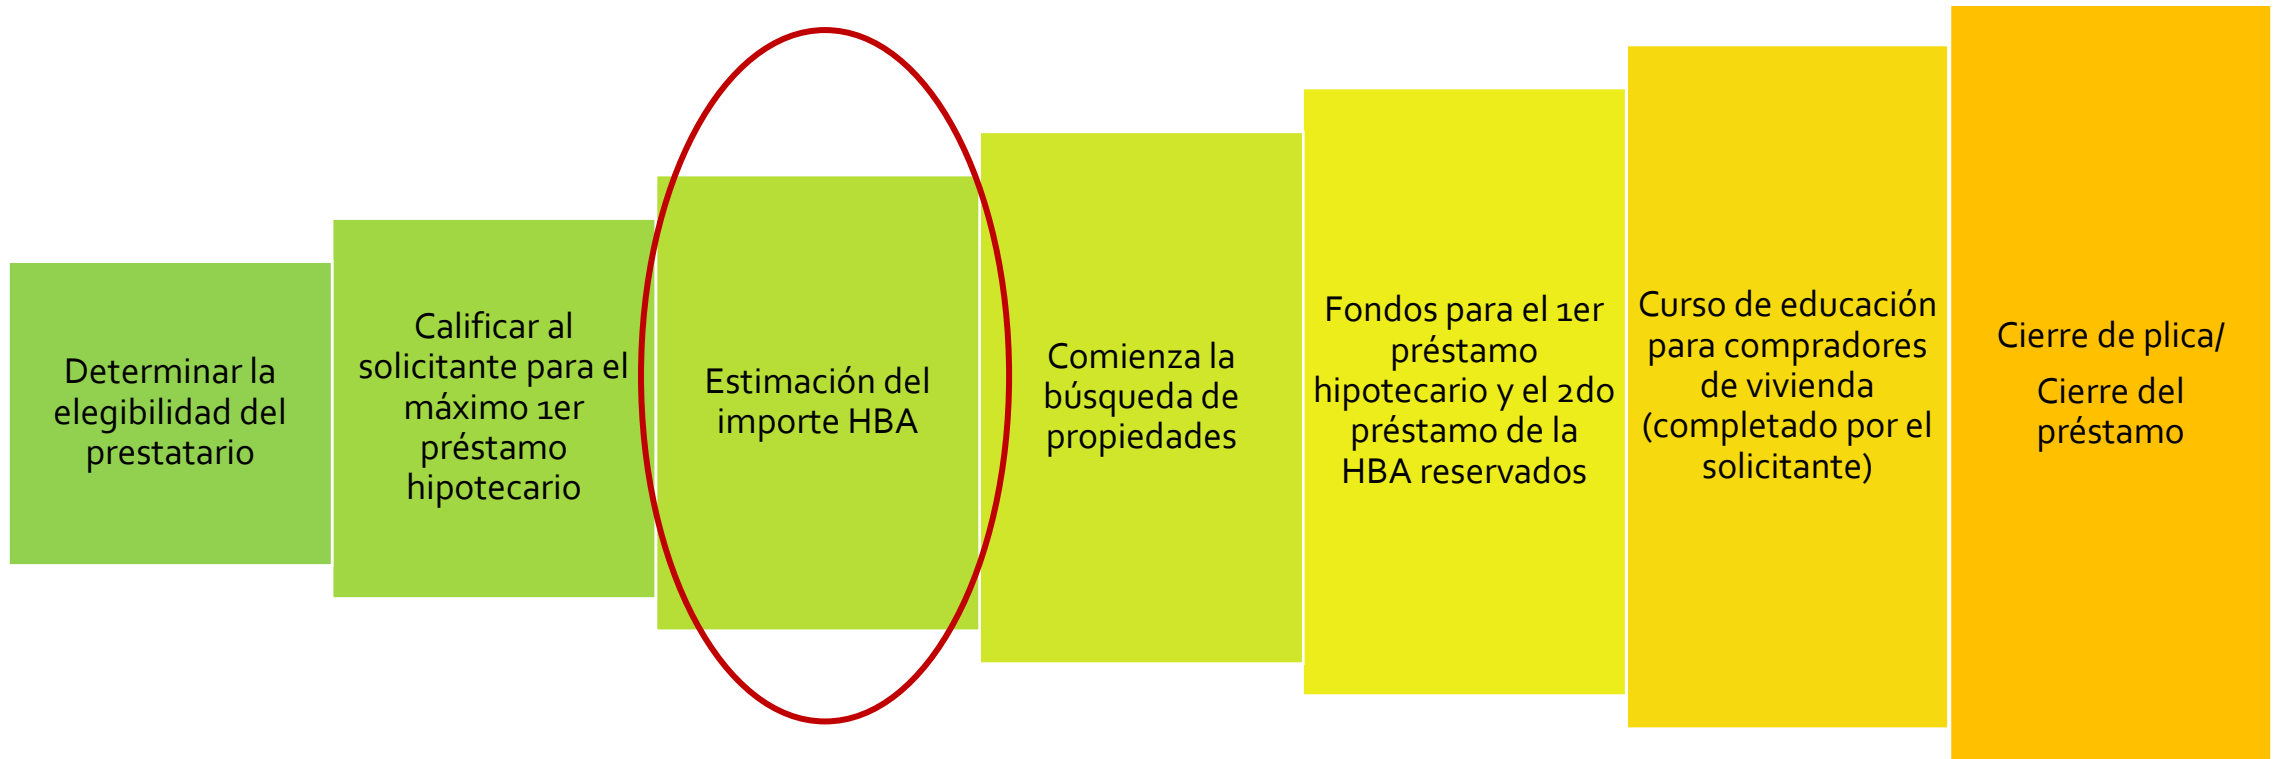 Determinar la
elegibilidad del
prestatario
Calificar al
solicitante para el
máximo 1er
préstamo
hipotecario
Estimación del
importe HBA
Comienza la
búsqueda de
propiedades
Fondos para el 1er
préstamo
hipotecario y el 2do
préstamo de la
HBA reservados
Curso de educación
para compradores
de vivienda
(completado por el
solicitante)
Cierre de plica/
Cierre del
préstamo